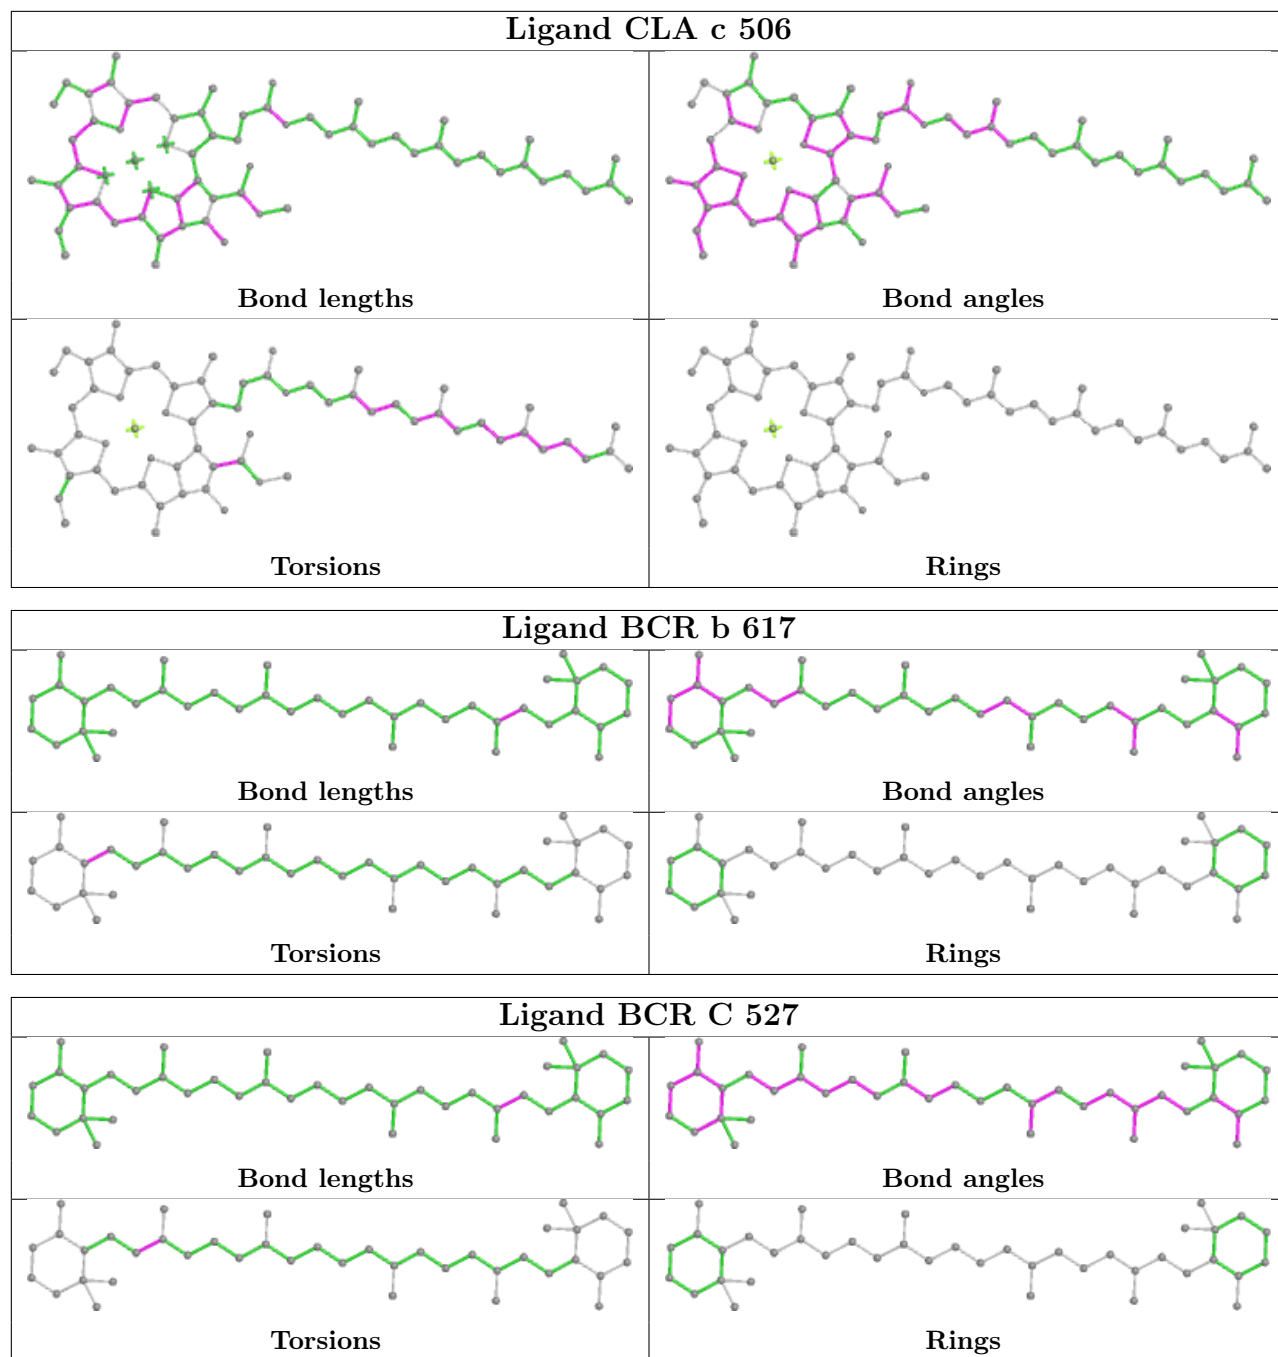 Ligand CLA c 506
Bond lengths
Bond angles
Torsions
Rings
Ligand BCR b 617
Bond lengths
Bond angles
Torsions
Rings
Ligand BCR C 527
Bond lengths
Bond angles
Torsions
Rings